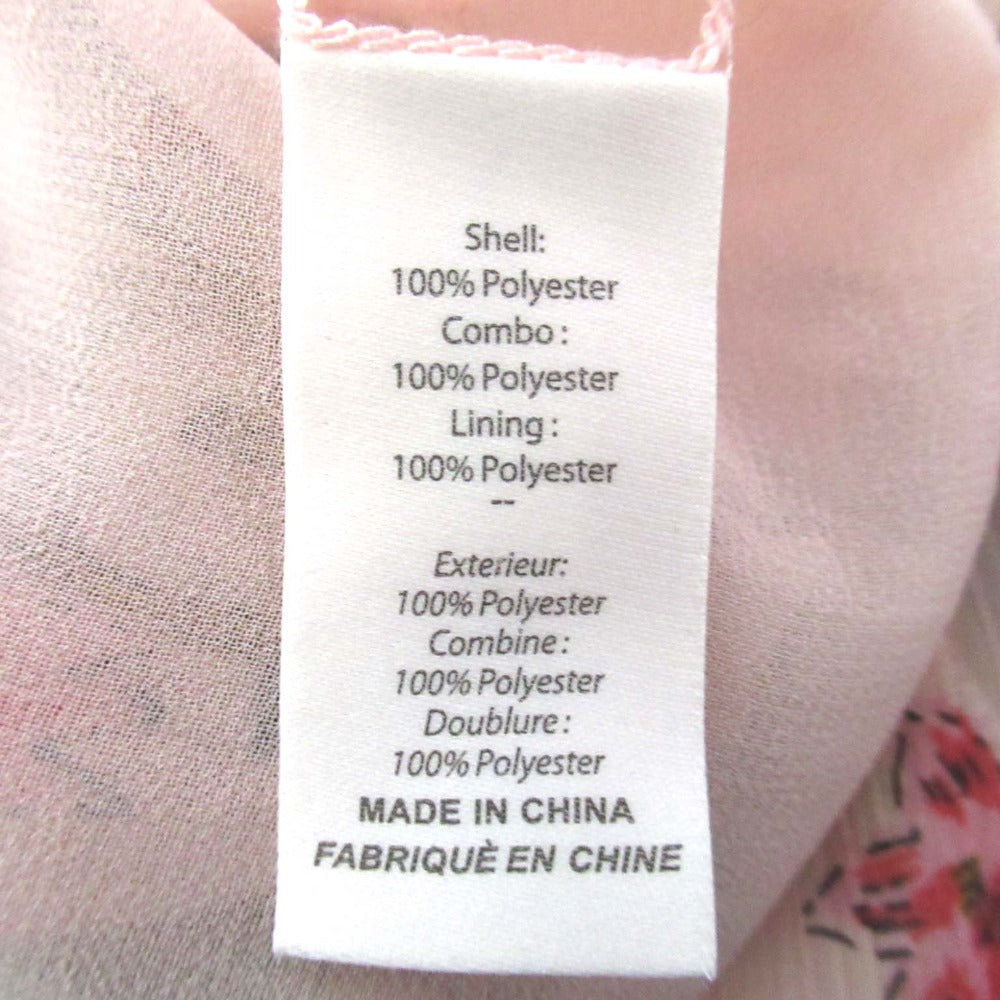 Shell:
100% Polyester
Combo :
100% Polyester
Lining :
100% Polyester
--
Exterieur:
100% Polyester
Combine :
100% Polyester
Doublure :
100% Polyester
MADE IN CHINA
FABRIQUÈ EN CHINE